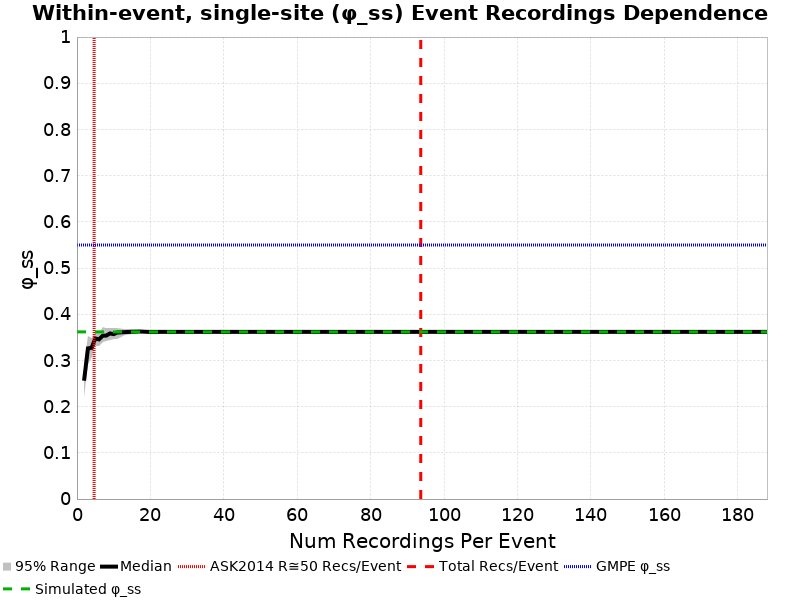 Within-event, single-site (φ_ss) Event Recordings Dependence
1
0.9
0.8
0.7
0.6
0.5
0.4
0.3
0.2
0.1
0
φ_ss
0 20 40 60 80 100 120 140 160 180
Num Recordings Per Event
95% Range Median ASK2014 R≅50 Recs/Event Total Recs/Event GMPE φ_ss
Simulated φ_ss